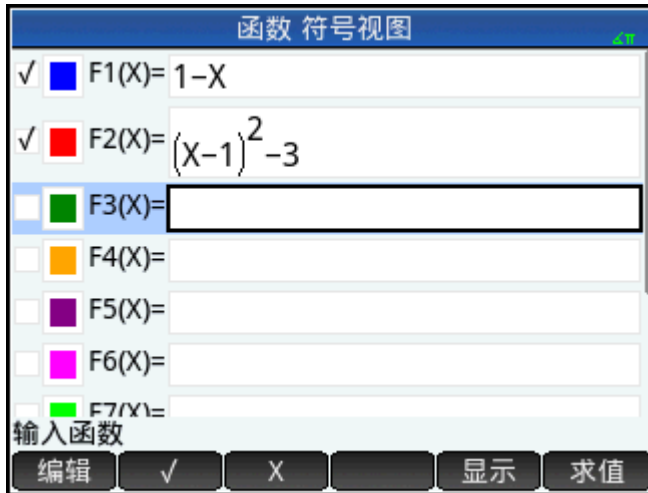 函数 符号视图
∡π
√ F1(X)= 1−X
√ F2(X)= (X−1)²−3
F3(X)=
F4(X)=
F5(X)=
F6(X)=
F7(X)=
输入函数
编辑 √ X 显示 求值